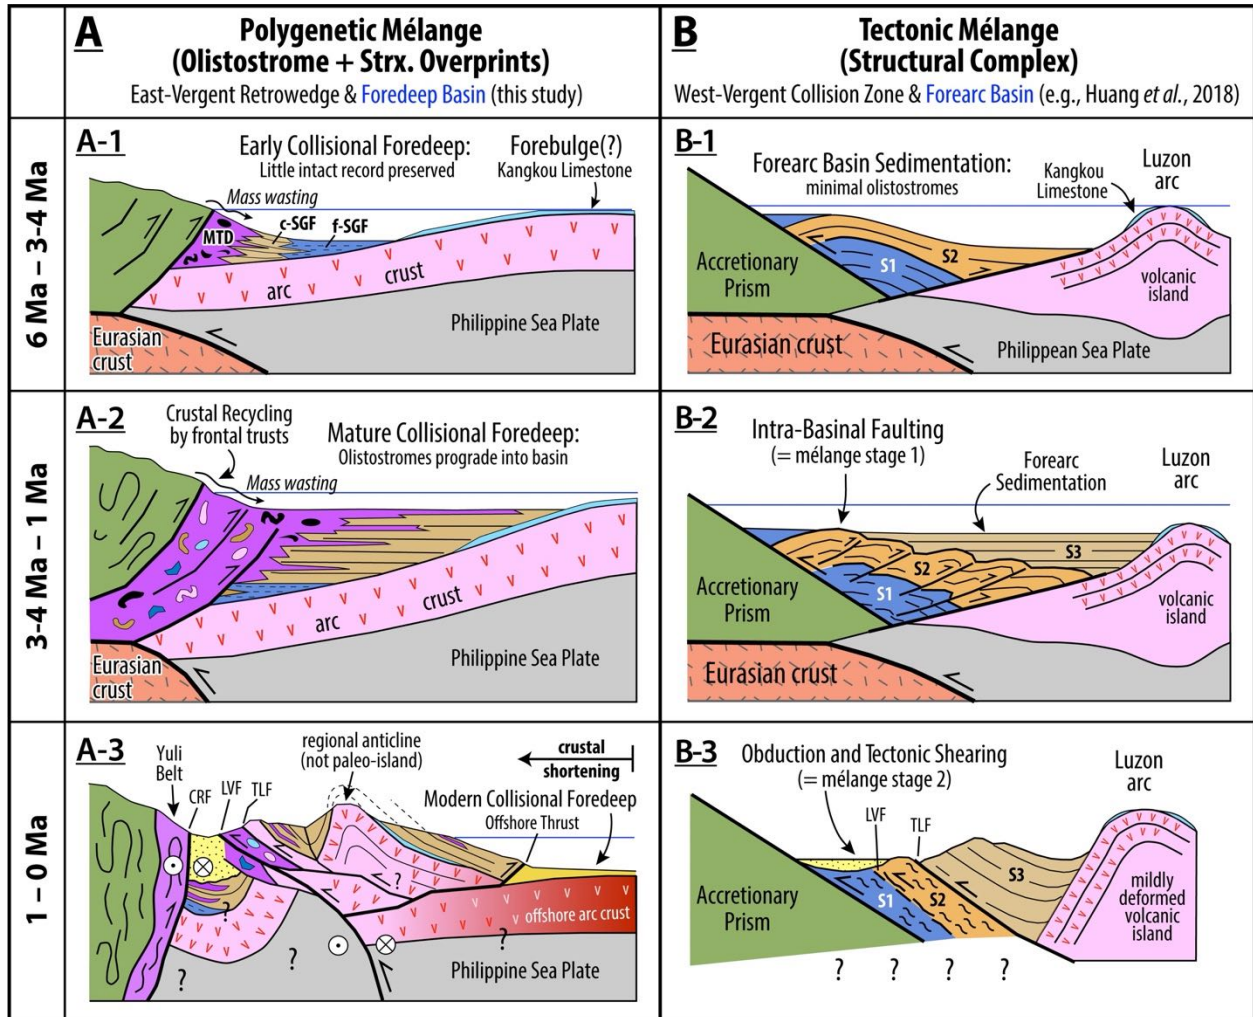 A
Polygenetic Mélange
(Olistostrome + Strx. Overprints)
East-Vergent Retrowedge & Foredeep Basin (this study)
B
Tectonic Mélange
(Structural Complex)
West-Vergent Collision Zone & Forearc Basin (e.g., Huang et al., 2018)
6 Ma – 3-4 Ma
A-1
Early Collisional Foredeep:
Little intact record preserved
Forebulge(?)
Kangkou Limestone
Mass wasting
MTD
c-SGF
f-SGF
arc
crust
Philippine Sea Plate
Eurasian
crust
B-1
Forearc Basin Sedimentation:
minimal olistostromes
Kangkou
Limestone
Luzon
arc
S1
S2
Accretionary
Prism
volcanic
island
Eurasian crust
Philippean Sea Plate
3-4 Ma – 1 Ma
A-2
Crustal Recycling
by frontal trusts
Mature Collisional Foredeep:
Olistostromes prograde into basin
Mass wasting
arc
crust
Philippine Sea Plate
Eurasian
crust
B-2
Intra-Basinal Faulting
(= mélange stage 1)
Forearc
Sedimentation
Luzon
arc
S3
S2
S1
Accretionary
Prism
volcanic
island
Eurasian crust
1 – 0 Ma
A-3
Yuli
Belt
CRF
LVF
TLF
regional anticline
(not paleo-island)
crustal
shortening
Modern Collisional Foredeep
Offshore Thrust
?
?
offshore arc crust
?
?
?
Philippine Sea Plate
B-3
Obduction and Tectonic Shearing
(= mélange stage 2)
LVF
TLF
Luzon
arc
S3
S1
S2
Accretionary
Prism
mildly
deformed
volcanic
island
? ? ? ?